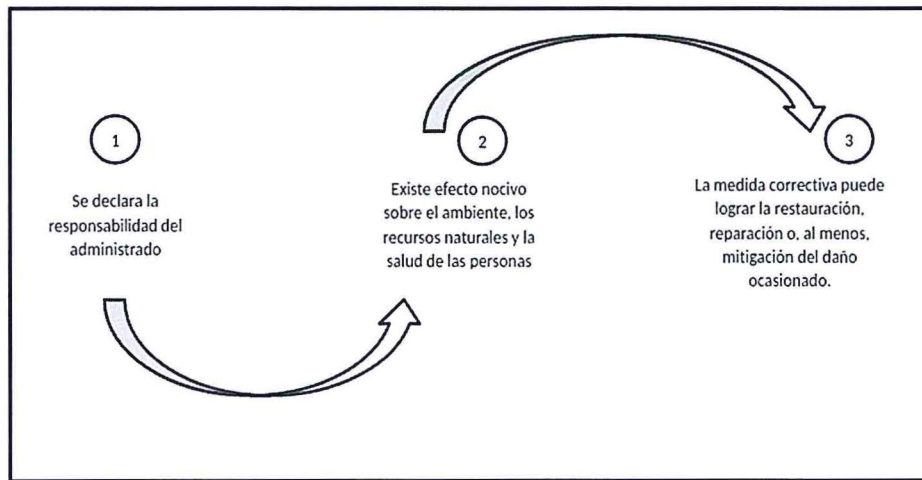 1
Se declara la
responsabilidad del
administrado
2
Existe efecto nocivo
sobre el ambiente, los
recursos naturales y la
salud de las personas
3
La medida correctiva puede
lograr la restauración,
reparación o, al menos,
mitigación del daño
ocasionado.